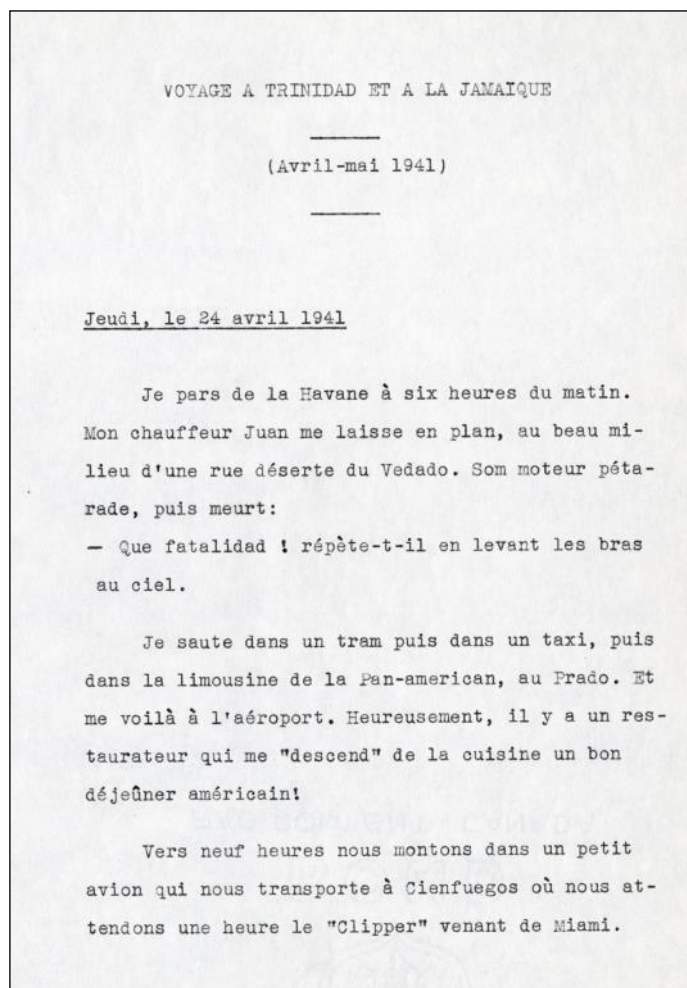 VOYAGE A TRINIDAD ET A LA JAMAIQUE
(Avril-mai 1941)
Jeudi, le 24 avril 1941
Je pars de la Havane à six heures du matin.
Mon chauffeur Juan me laisse en plan, au beau mi-
lieu d'une rue déserte du Vedado. Som moteur péta-
rade, puis meurt:
— Que fatalidad ! répète-t-il en levant les bras
au ciel.
Je saute dans un tram puis dans un taxi, puis
dans la limousine de la Pan-american, au Prado. Et
me voilà à l'aéroport. Heureusement, il y a un res-
taurateur qui me "descend" de la cuisine un bon
déjeûner américain!
Vers neuf heures nous montons dans un petit
avion qui nous transporte à Cienfuegos où nous at-
tendons une heure le "Clipper" venant de Miami.